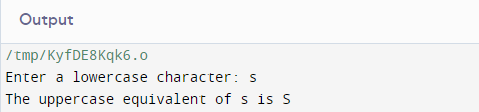 Output
/tmp/KyfDE8Kqk6.o
Enter a lowercase character: s
The uppercase equivalent of s is S